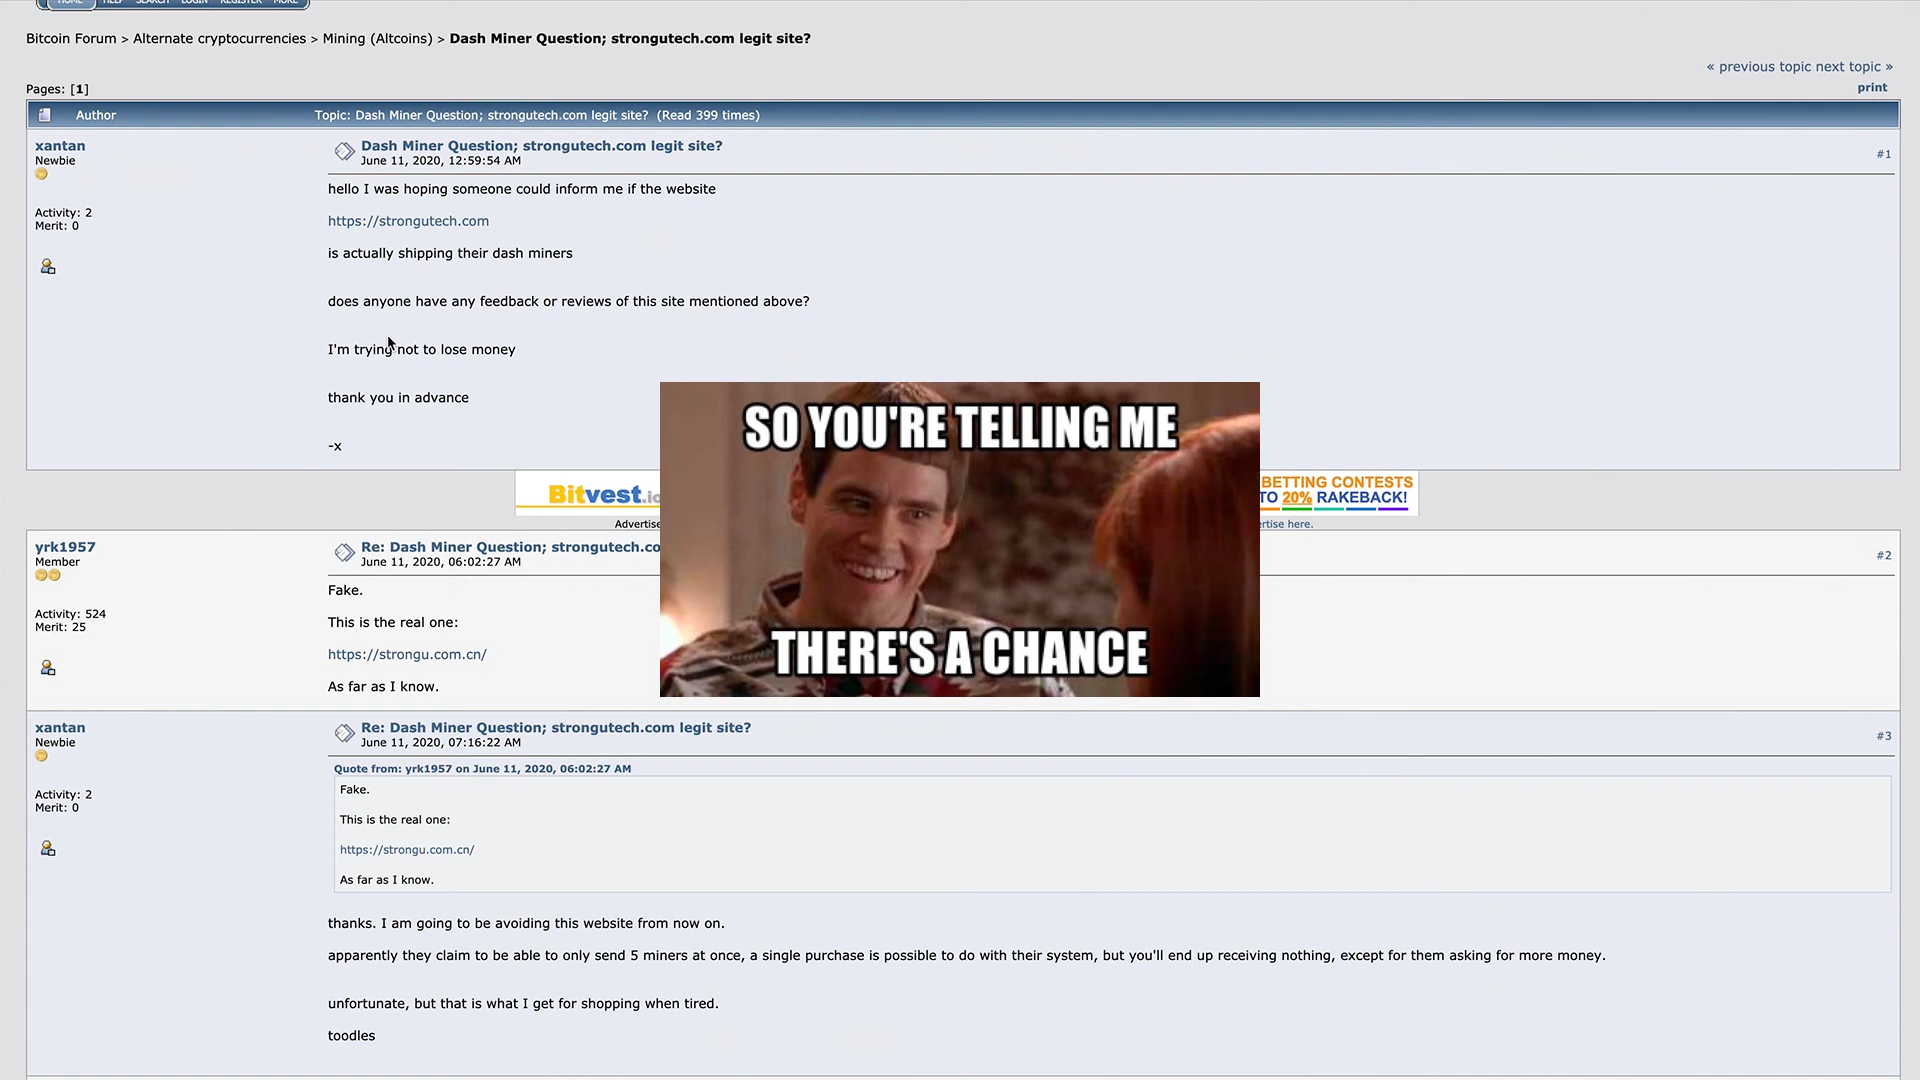 HOME HELP SEARCH LOGIN REGISTER MORE
Bitcoin Forum > Alternate cryptocurrencies > Mining (Altcoins) > Dash Miner Question; strongutech.com legit site?
« previous topic next topic »
Pages: [1]
print
Author
Topic: Dash Miner Question; strongutech.com legit site? (Read 399 times)
xantan
Newbie
Activity: 2
Merit: 0
Dash Miner Question; strongutech.com legit site?
June 11, 2020, 12:59:54 AM
#1
hello I was hoping someone could inform me if the website
https://strongutech.com
is actually shipping their dash miners
does anyone have any feedback or reviews of this site mentioned above?
I'm trying not to lose money
thank you in advance
-x
SO YOU'RE TELLING ME
THERE'S A CHANCE
Bitvest.io
BETTING CONTESTS
TO 20% RAKEBACK!
Advertise
rtise here.
yrk1957
Member
Activity: 524
Merit: 25
Re: Dash Miner Question; strongutech.co
June 11, 2020, 06:02:27 AM
#2
Fake.
This is the real one:
https://strongu.com.cn/
As far as I know.
xantan
Newbie
Activity: 2
Merit: 0
Re: Dash Miner Question; strongutech.com legit site?
June 11, 2020, 07:16:22 AM
#3
Quote from: yrk1957 on June 11, 2020, 06:02:27 AM
Fake.
This is the real one:
https://strongu.com.cn/
As far as I know.
thanks. I am going to be avoiding this website from now on.
apparently they claim to be able to only send 5 miners at once, a single purchase is possible to do with their system, but you'll end up receiving nothing, except for them asking for more money.
unfortunate, but that is what I get for shopping when tired.
toodles